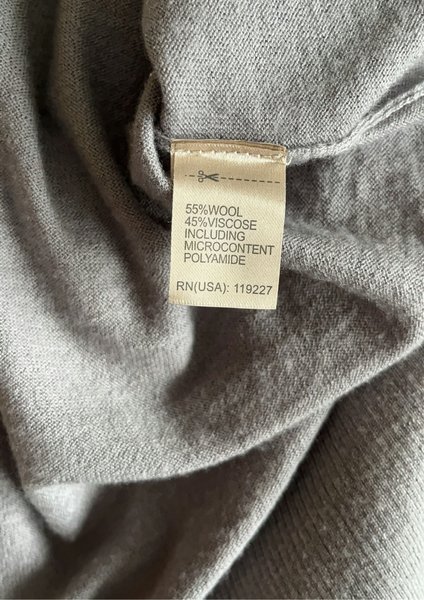 55%WOOL
45%VISCOSE
INCLUDING
MICROCONTENT
POLYAMIDE
RN(USA): 119227